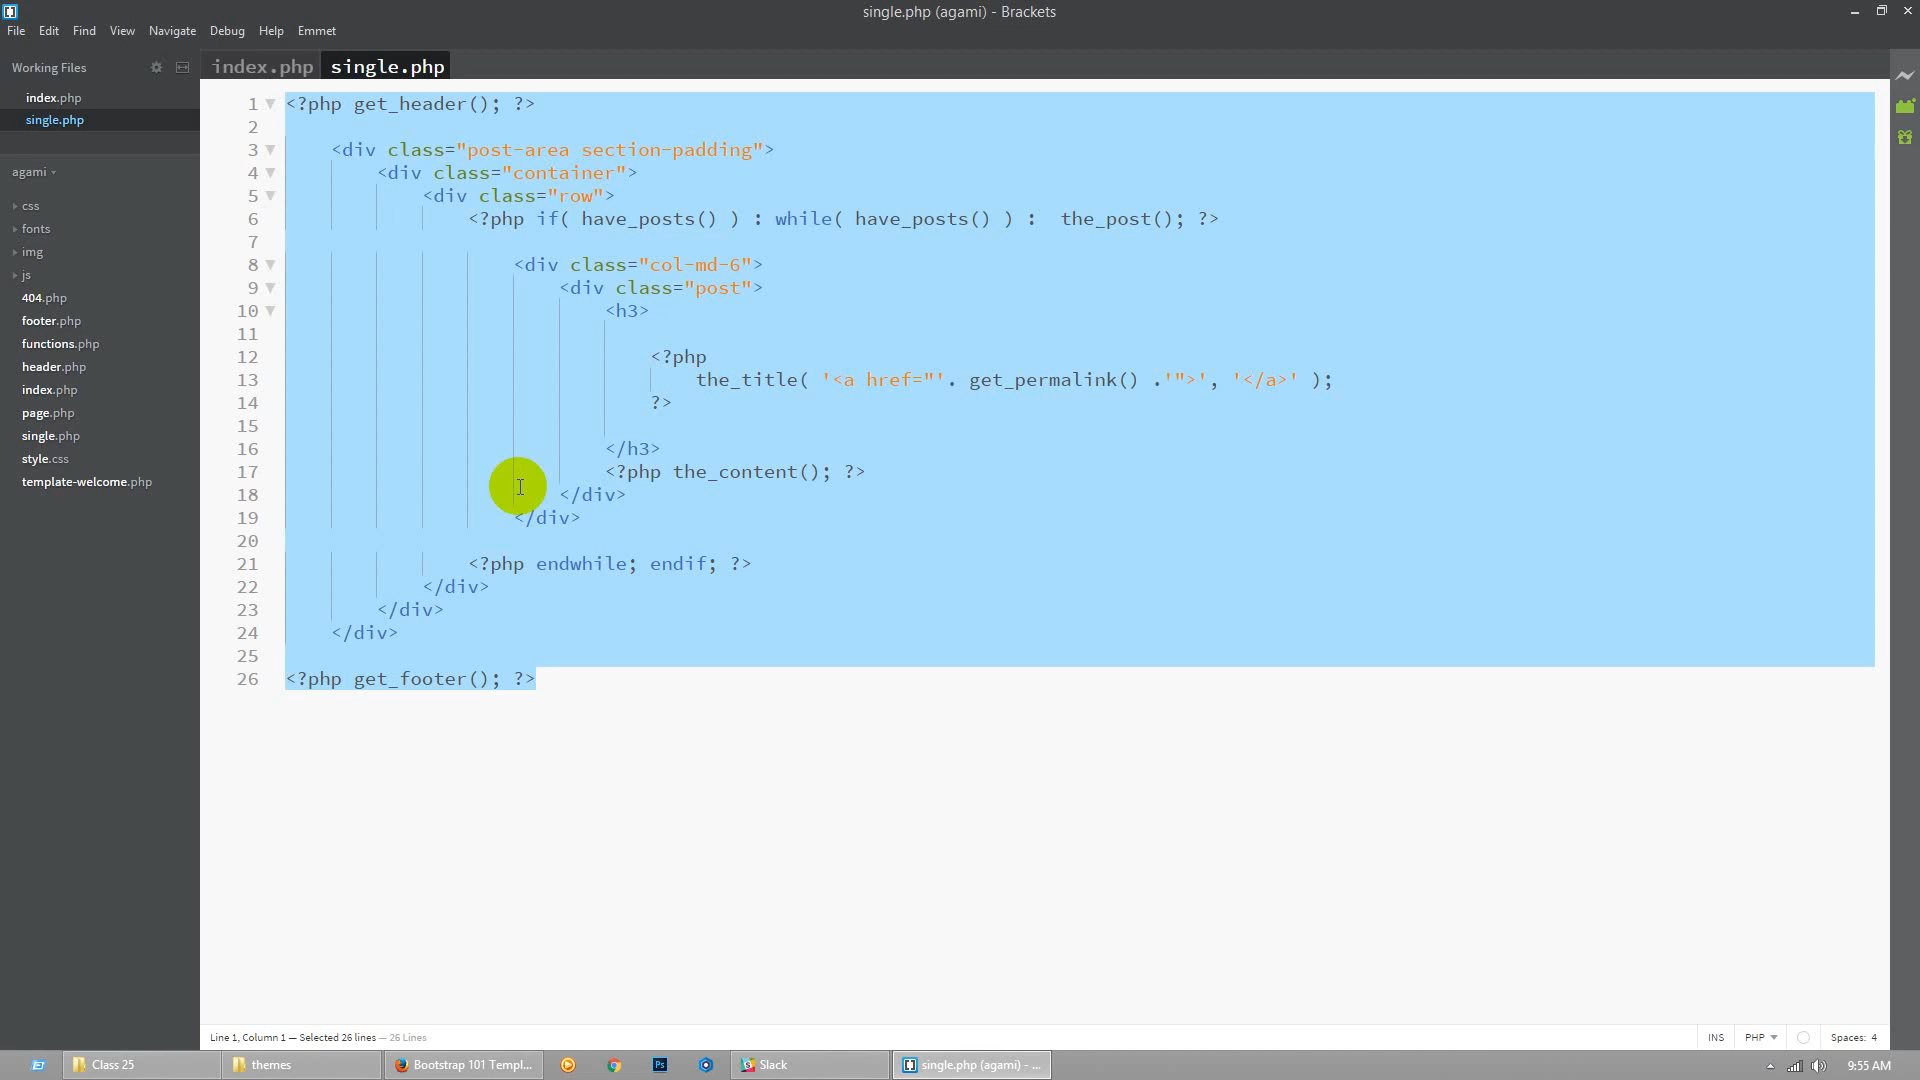 single.php (agami) - Brackets
File Edit Find View Navigate Debug Help Emmet
Working Files
index.php
single.php
agami
css
fonts
img
js
404.php
footer.php
functions.php
header.php
index.php
page.php
single.php
style.css
template-welcome.php
index.php single.php
1 <?php get_header(); ?>
2
3 <div class="post-area section-padding">
4 <div class="container">
5 <div class="row">
6 <?php if( have_posts() ) : while( have_posts() ) :  the_post(); ?>
7
8 <div class="col-md-6">
9 <div class="post">
10 <h3>
11
12 <?php
13 the_title( '<a href="'. get_permalink() .'">', '</a>' );
14 ?>
15
16 </h3>
17 <?php the_content(); ?>
18 </div>
19 </div>
20
21 <?php endwhile; endif; ?>
22 </div>
23 </div>
24 </div>
25
26 <?php get_footer(); ?>
Line 1, Column 1 — Selected 26 lines — 26 Lines
INS PHP Spaces: 4
Class 25 themes Bootstrap 101 Templ... Ps Slack single.php (agami) - ... 9:55 AM